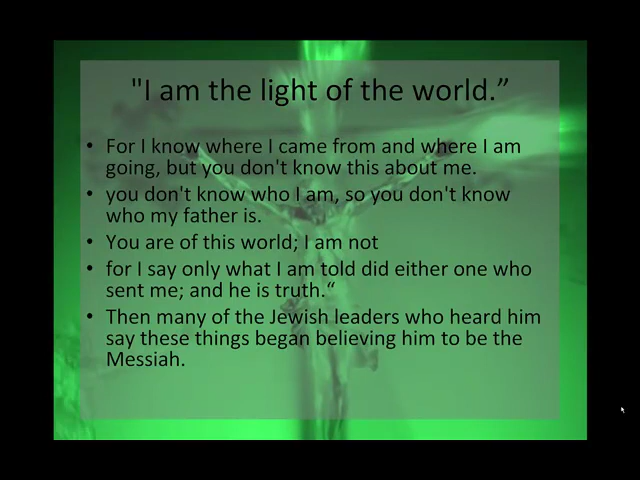 "I am the light of the world.”
• For I know where I came from and where I am
going, but you don't know this about me.
• you don't know who I am, so you don't know
who my father is.
• You are of this world; I am not
• for I say only what I am told did either one who
sent me; and he is truth.“
• Then many of the Jewish leaders who heard him
say these things began believing him to be the
Messiah.